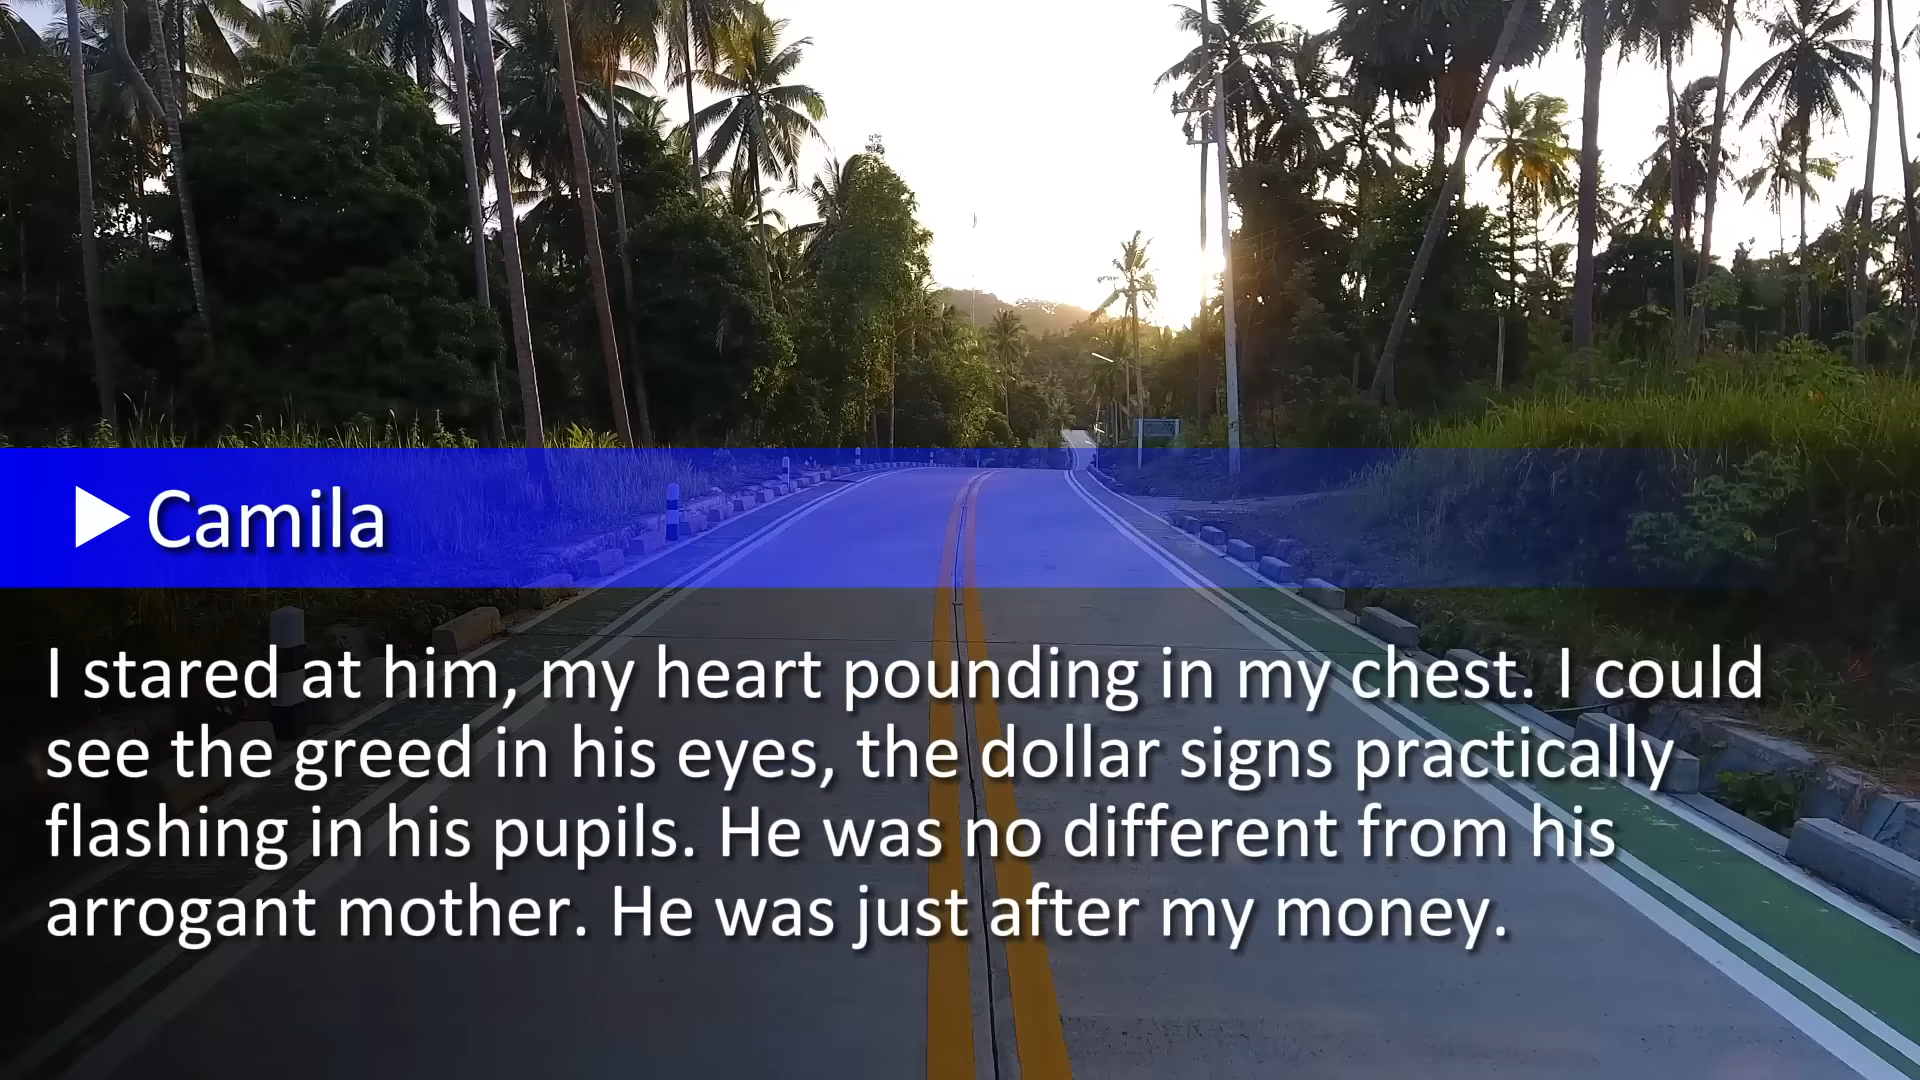 Camila
I stared at him, my heart pounding in my chest. I could
see the greed in his eyes, the dollar signs practically
flashing in his pupils. He was no different from his
arrogant mother. He was just after my money.